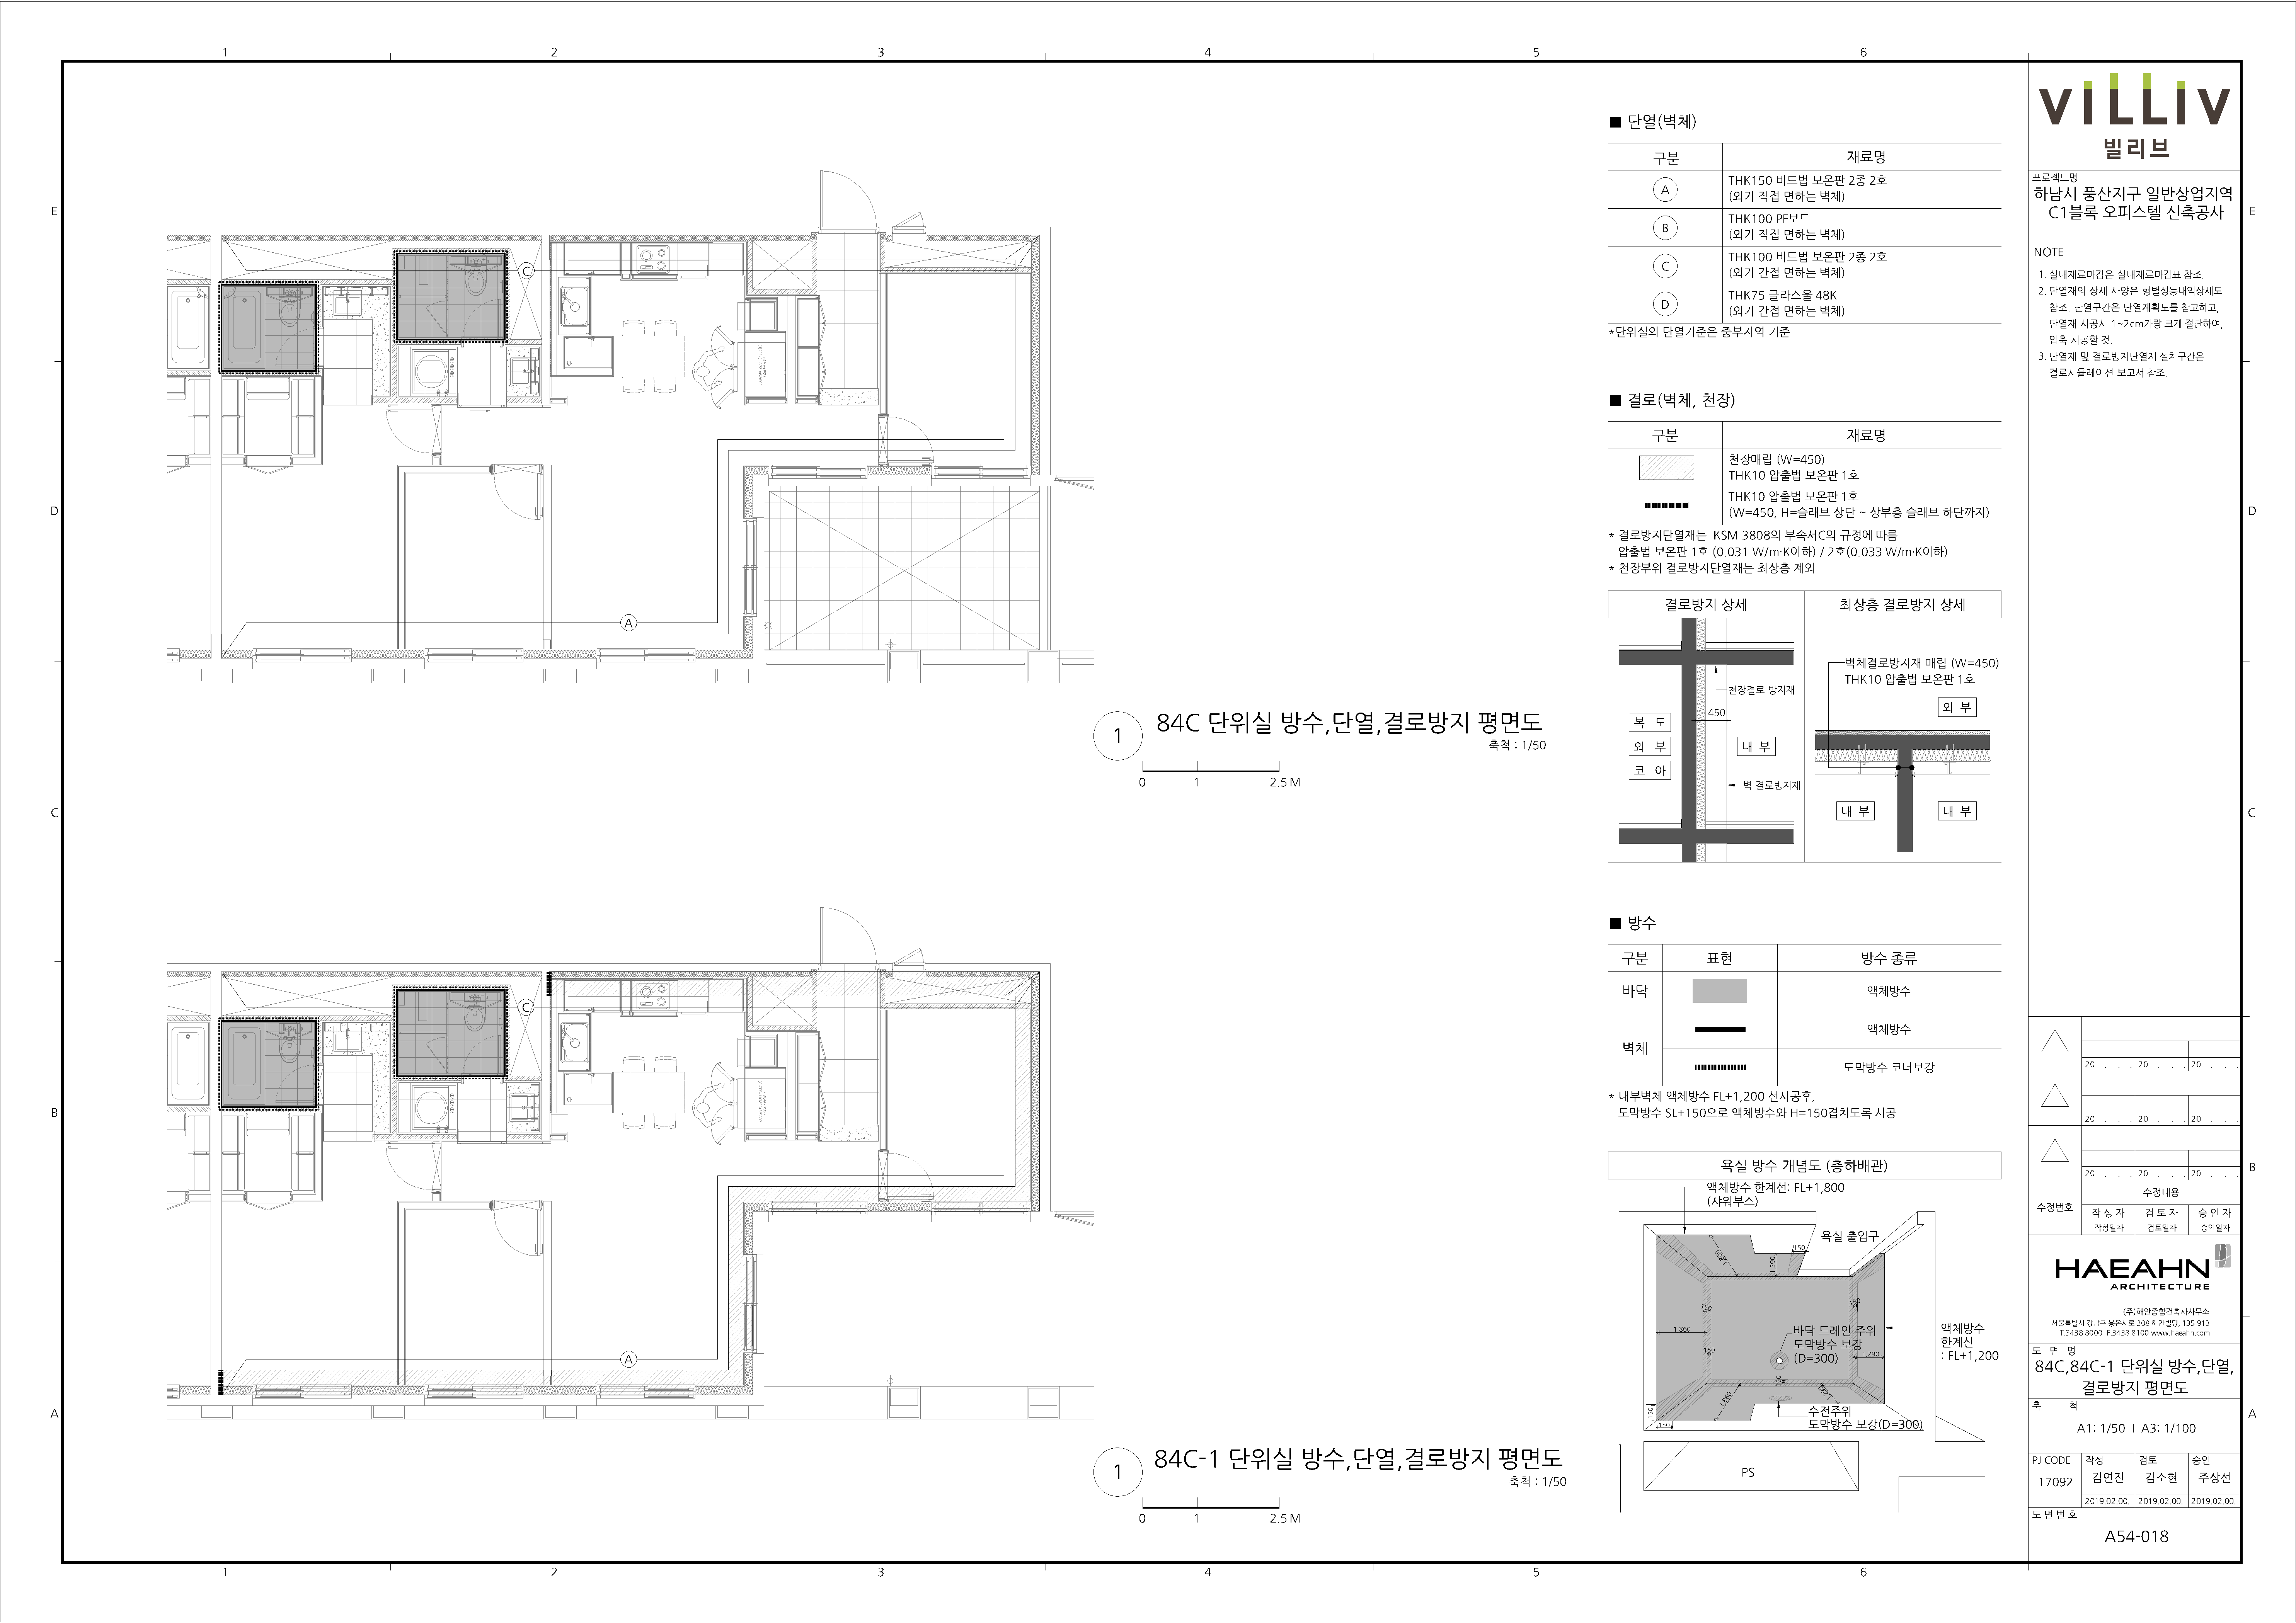 1 2 3 4 5 6
E
D
C
B
A
C
A
1
84C 단위실 방수,단열,결로방지 평면도
축척 : 1/50
0 1 2.5 M
C
A
1
84C-1 단위실 방수,단열,결로방지 평면도
축척 : 1/50
0 1 2.5 M
■ 단열(벽체)
구분 재료명
A THK150 비드법 보온판 2종 2호
(외기 직접 면하는 벽체)
B THK100 PF보드
(외기 직접 면하는 벽체)
C THK100 비드법 보온판 2종 2호
(외기 간접 면하는 벽체)
D THK75 글라스울 48K
(외기 간접 면하는 벽체)
*단위실의 단열기준은 중부지역 기준
■ 결로(벽체, 천장)
구분 재료명
천장매립 (W=450)
THK10 압출법 보온판 1호
THK10 압출법 보온판 1호
(W=450, H=슬래브 상단 ~ 상부층 슬래브 하단까지)
* 결로방지단열재는 KSM 3808의 부속서C의 규정에 따름
압출법 보온판 1호 (0.031 W/m·K이하) / 2호(0.033 W/m·K이하)
* 천장부위 결로방지단열재는 최상층 제외
결로방지 상세 최상층 결로방지 상세
천장결로 방지재
450
복 도
외 부
코 아
내 부
벽 결로방지재
벽체결로방지재 매립 (W=450)
THK10 압출법 보온판 1호
외 부
내 부 내 부
■ 방수
구분 표현 방수 종류
바닥 액체방수
벽체 액체방수
도막방수 코너보강
* 내부벽체 액체방수 FL+1,200 선시공후,
도막방수 SL+150으로 액체방수와 H=150겹치도록 시공
욕실 방수 개념도 (층하배관)
액체방수 한계선: FL+1,800
(샤워부스)
욕실 출입구
1,860
1,290
150
150
150
1,860
150
바닥 드레인 주위
도막방수 보강
(D=300)
1,290
액체방수
한계선
: FL+1,200
150
1,860
1,290
150
150
수전주위
도막방수 보강(D=300)
PS
VILLIV
빌리브
프로젝트명
하남시 풍산지구 일반상업지역
C1블록 오피스텔 신축공사
NOTE
1. 실내재료마감은 실내재료마감표 참조.
2. 단열재의 상세 사양은 형별성능내역상세도
참조. 단열구간은 단열계획도를 참고하고,
단열재 시공시 1~2cm가량 크게 절단하여,
압축 시공할 것.
3. 단열재 및 결로방지단열재 설치구간은
결로시뮬레이션 보고서 참조.
20 . . . 20 . . . 20 . . .
20 . . . 20 . . . 20 . . .
20 . . . 20 . . . 20 . . .
수정번호 수정내용
작 성 자 검 토 자 승 인 자
작성일자 검토일자 승인일자
HAEAHN
ARCHITECTURE
(주)해안종합건축사사무소
서울특별시 강남구 봉은사로 208 해안빌딩, 135-913
T.3438 8000 F.3438 8100 www.haeahn.com
도 면 명
84C,84C-1 단위실 방수,단열,
결로방지 평면도
축 척
A1: 1/50 I A3: 1/100
PJ CODE 작성 검토 승인
17092 김연진 김소현 주상선
2019.02.00. 2019.02.00. 2019.02.00.
도 면 번 호
A54-018
E
D
C
B
A
1 2 3 4 5 6